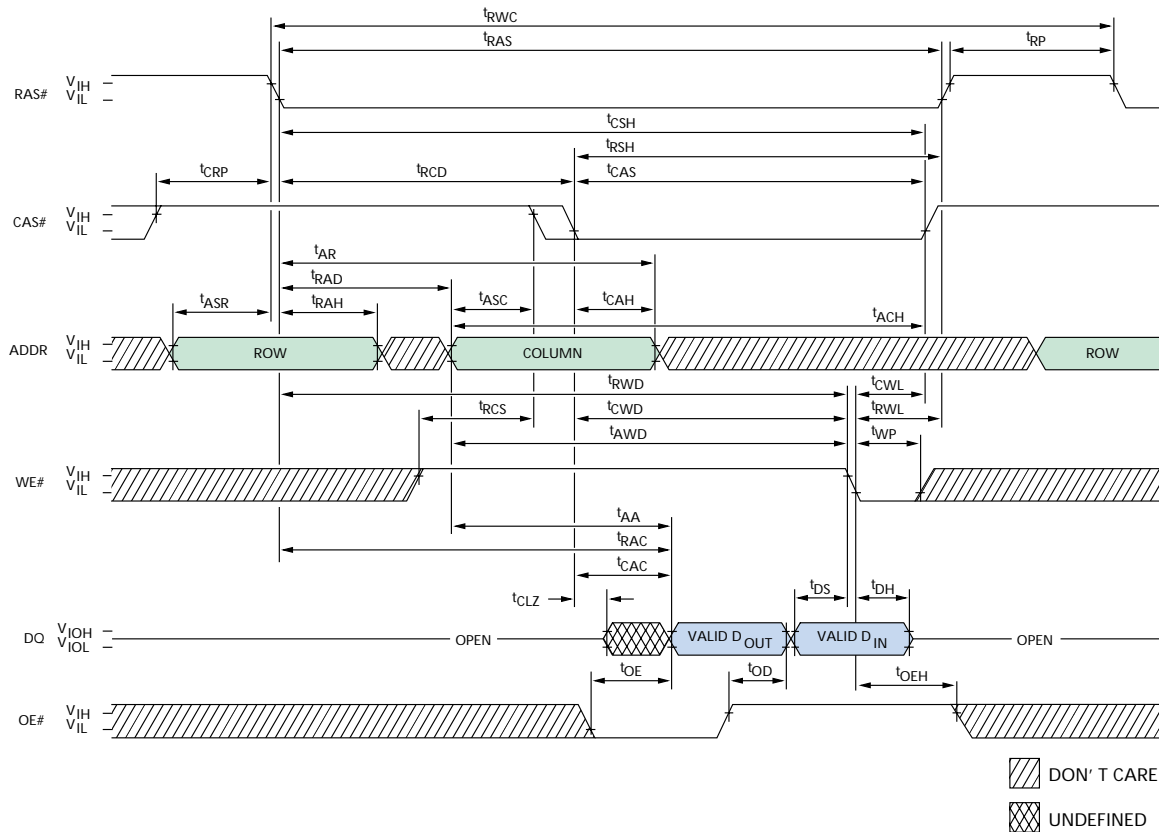 tRWC
tRAS tRP
RAS# VIH
VIL
tCSH
tRSH
tCRP tRCD tCAS
CAS# VIH
VIL
tAR
tRAD
tASR tRAH tASC tCAH
tACH
ADDR VIH
VIL
ROW COLUMN ROW
tRWD tCWL
tRCS tCWD tRWL
tAWD tWP
WE# VIH
VIL
tAA
tRAC
tCAC
tCLZ tDS tDH
DQ VIOH
VIOL
OPEN VALID DOUT VALID DIN OPEN
tOE tOD tOEH
OE# VIH
VIL
DON' T CARE
UNDEFINED